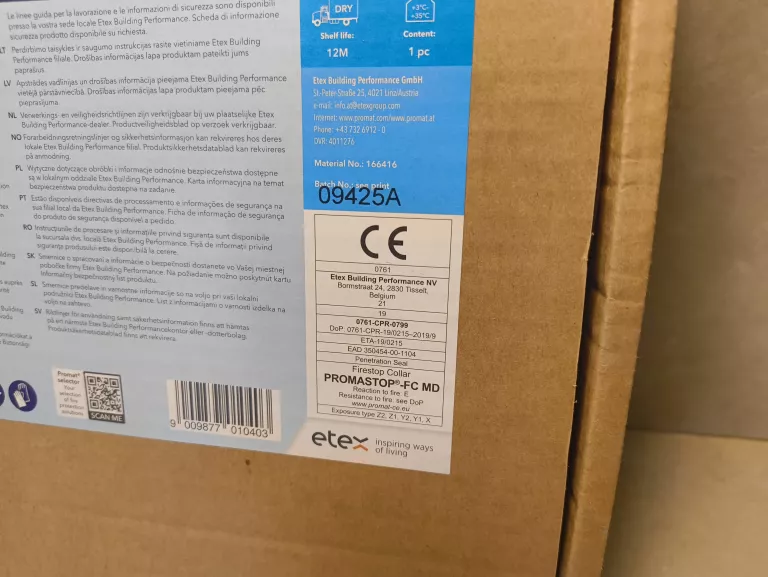 Le linee guida per la lavorazione e le informazioni di sicurezza sono disponibili
presso la vostra sede locale Etex Building Performance. Scheda di informazione
sicurezza prodotto disponibile su richiesta.
LT Perdirbimo taisykles ir saugumo instrukcijas rasite vietiniame Etex Building
Performance filiale. Drošības informācijas lapa produktam pateikti jums
paprašius.
LV Apstrādes vadlīnijas un drošības informācija pieejama Etex Building Performance
vietējā pārstāvniecībā. Drošības informācijas lapa produktam pēc
pieprasījuma.
NL Verwerkings- en veiligheidsrichtlijnen zijn verkrijgbaar bij uw plaatselijke Etex
Building Performance-dealer. Productveiligheidsblad op verzoek verkrijgbaar.
NO Forarbeidningsretningslinjer og sikkerhetsinformasjon kan rekvireres hos deres
lokale Etex Building Performance filial. Produktsikkerhetsdatablad kan rekvireres
på anmodning.
PL Wytyczne dotyczące obróbki i informacje odnośnie bezpieczeństwa dostępne
są w lokalnym oddziale Etex Building Performance. Karta informacyjna na temat
bezpieczeństwa produktu dostępna na żądanie.
PT Estão disponíveis directivas de processamento e informações de segurança na
sua filial local da Etex Building Performance. Ficha de informação de segurança
do produto de segurança disponível a pedido.
RO Instrucțiunile de procesare și informațiile privind siguranta sunt disponibile
la sucursala dvs. locală Etex Building Performance. Fișă de informații privind
siguranța produsului este disponibilă la cerere.
SK Smernice o spracovaní a informácie o bezpečnosti dostanete vo Vašej miestnej
pobočke firmy Etex Building Performance. Na požiadanie možno poskytnúť kartu
Informácií bezpečnosti list produktu.
SL Smernice predelave in varnostne informacije so na voljo pri vaši lokalni
podružnici Etex Building Performance. List z informacijami o varnosti izdelka na
voljo na zahtevo.
SV Riktlinjer för användning samt säkerhetsinformation finns att hämtas
på en närmste Etex Building Performancekontor eller -dotterbolag.
Produktsäkerhetsdatablad finns att rekvirera.
Promat®
selector
Your
selection
of fire
prevention
solutions
SCAN ME
9 009877 010403
DRY
+3°C-
+35°C
Shelf life:
12M
Content:
1 pc
Etex Building Performance GmbH
St.-Peter-Straße 25, 4021 Linz/Austria
e-mail: info.at@etexgroup.com
Internet: www.promat.com/www.promat.at
Phone: +43 732 6912 - 0
DVR: 4011276
Material No.: 166416
Batch No.: see print
09425A
CE
0761
Etex Building Performance NV
Bormstraat 24, 2830 Tisselt,
Belgium
21
19
0761-CPR-0799
DoP: 0761-CPR-19/0215–2019/9
ETA-19/0215
EAD 350454-00-1104
Penetration Seal
Firestop Collar
PROMASTOP®-FC MD
Reaction to fire: E
Resistance to fire: see DoP
www.promat-ce.eu
Exposure type Z2, Z1, Y2, Y1, X
etex inspiring ways
of living